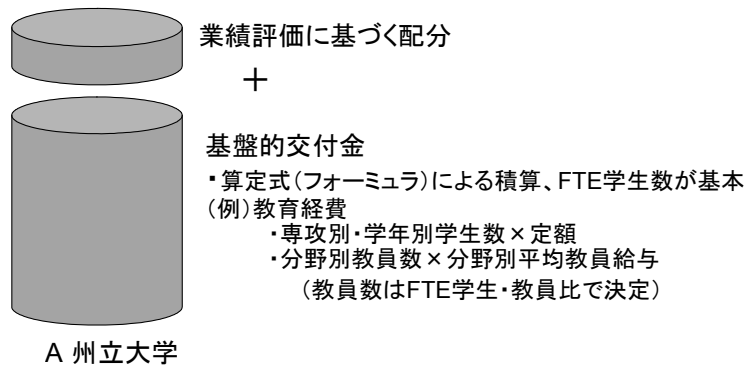 業績評価に基づく配分
＋
基盤的交付金
・算定式（フォーミュラ）による積算、FTE学生数が基本
（例）教育経費
・専攻別・学年別学生数×定額
・分野別教員数×分野別平均教員給与
（教員数はFTE学生・教員比で決定）
A 州立大学